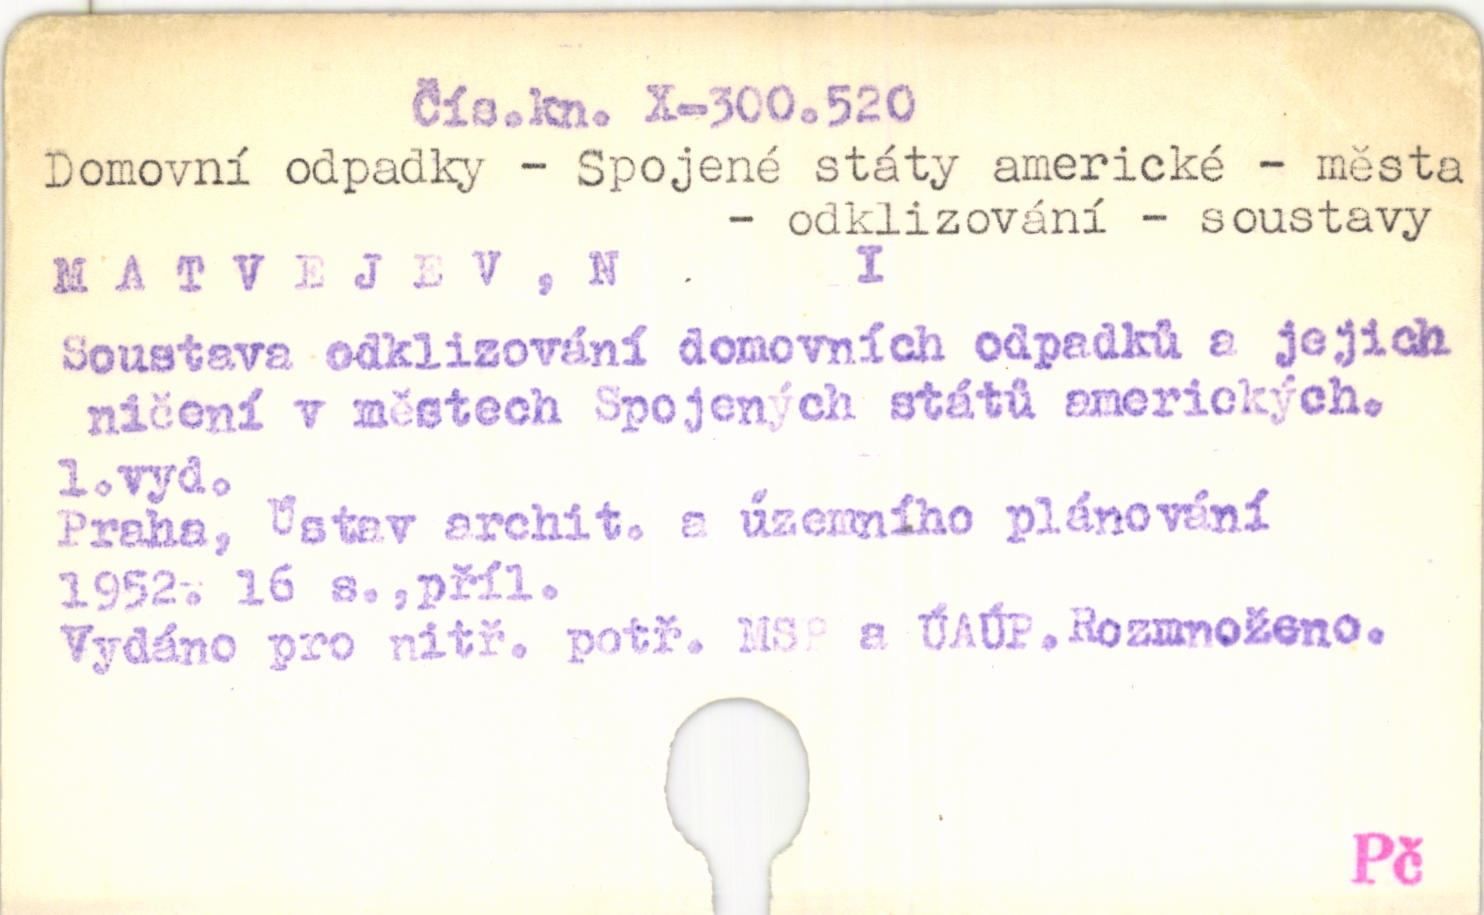 Čís.kn. X-300.520
Domovní odpadky - Spojené státy americké - města
- odklizování - soustavy
M A T V E J E V , N . I
Soustava odklizování domovních odpadků a jejich
ničení v městech Spojených států amerických.
1.vyd.
Praha, Ústav archit. a územního plánování
1952. 16 s.,příl.
Vydáno pro nitř. potř. MSP a ÚAÚP. Rozmnoženo.
Pč